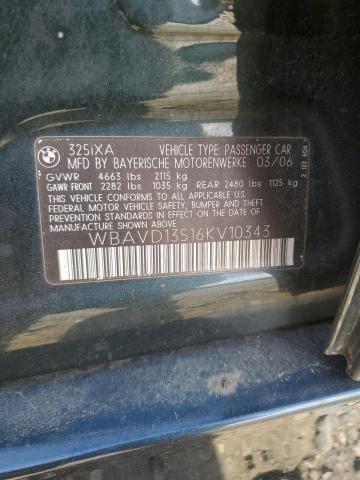 BMW
325iXA VEHICLE TYPE: PASSENGER CAR
MFD BY BAYERISCHE MOTORENWERKE 03/06
GVWR 4663 lbs 2115 kg
GAWR FRONT 2282 lbs 1035 kg REAR 2480 lbs 1125 kg
THIS VEHICLE CONFORMS TO ALL APPLICABLE
FEDERAL MOTOR VEHICLE SAFETY, BUMPER AND THEFT
PREVENTION STANDARDS IN EFFECT ON THE DATE OF
MANUFACTURE SHOWN ABOVE.
WBAVD13516KV10343